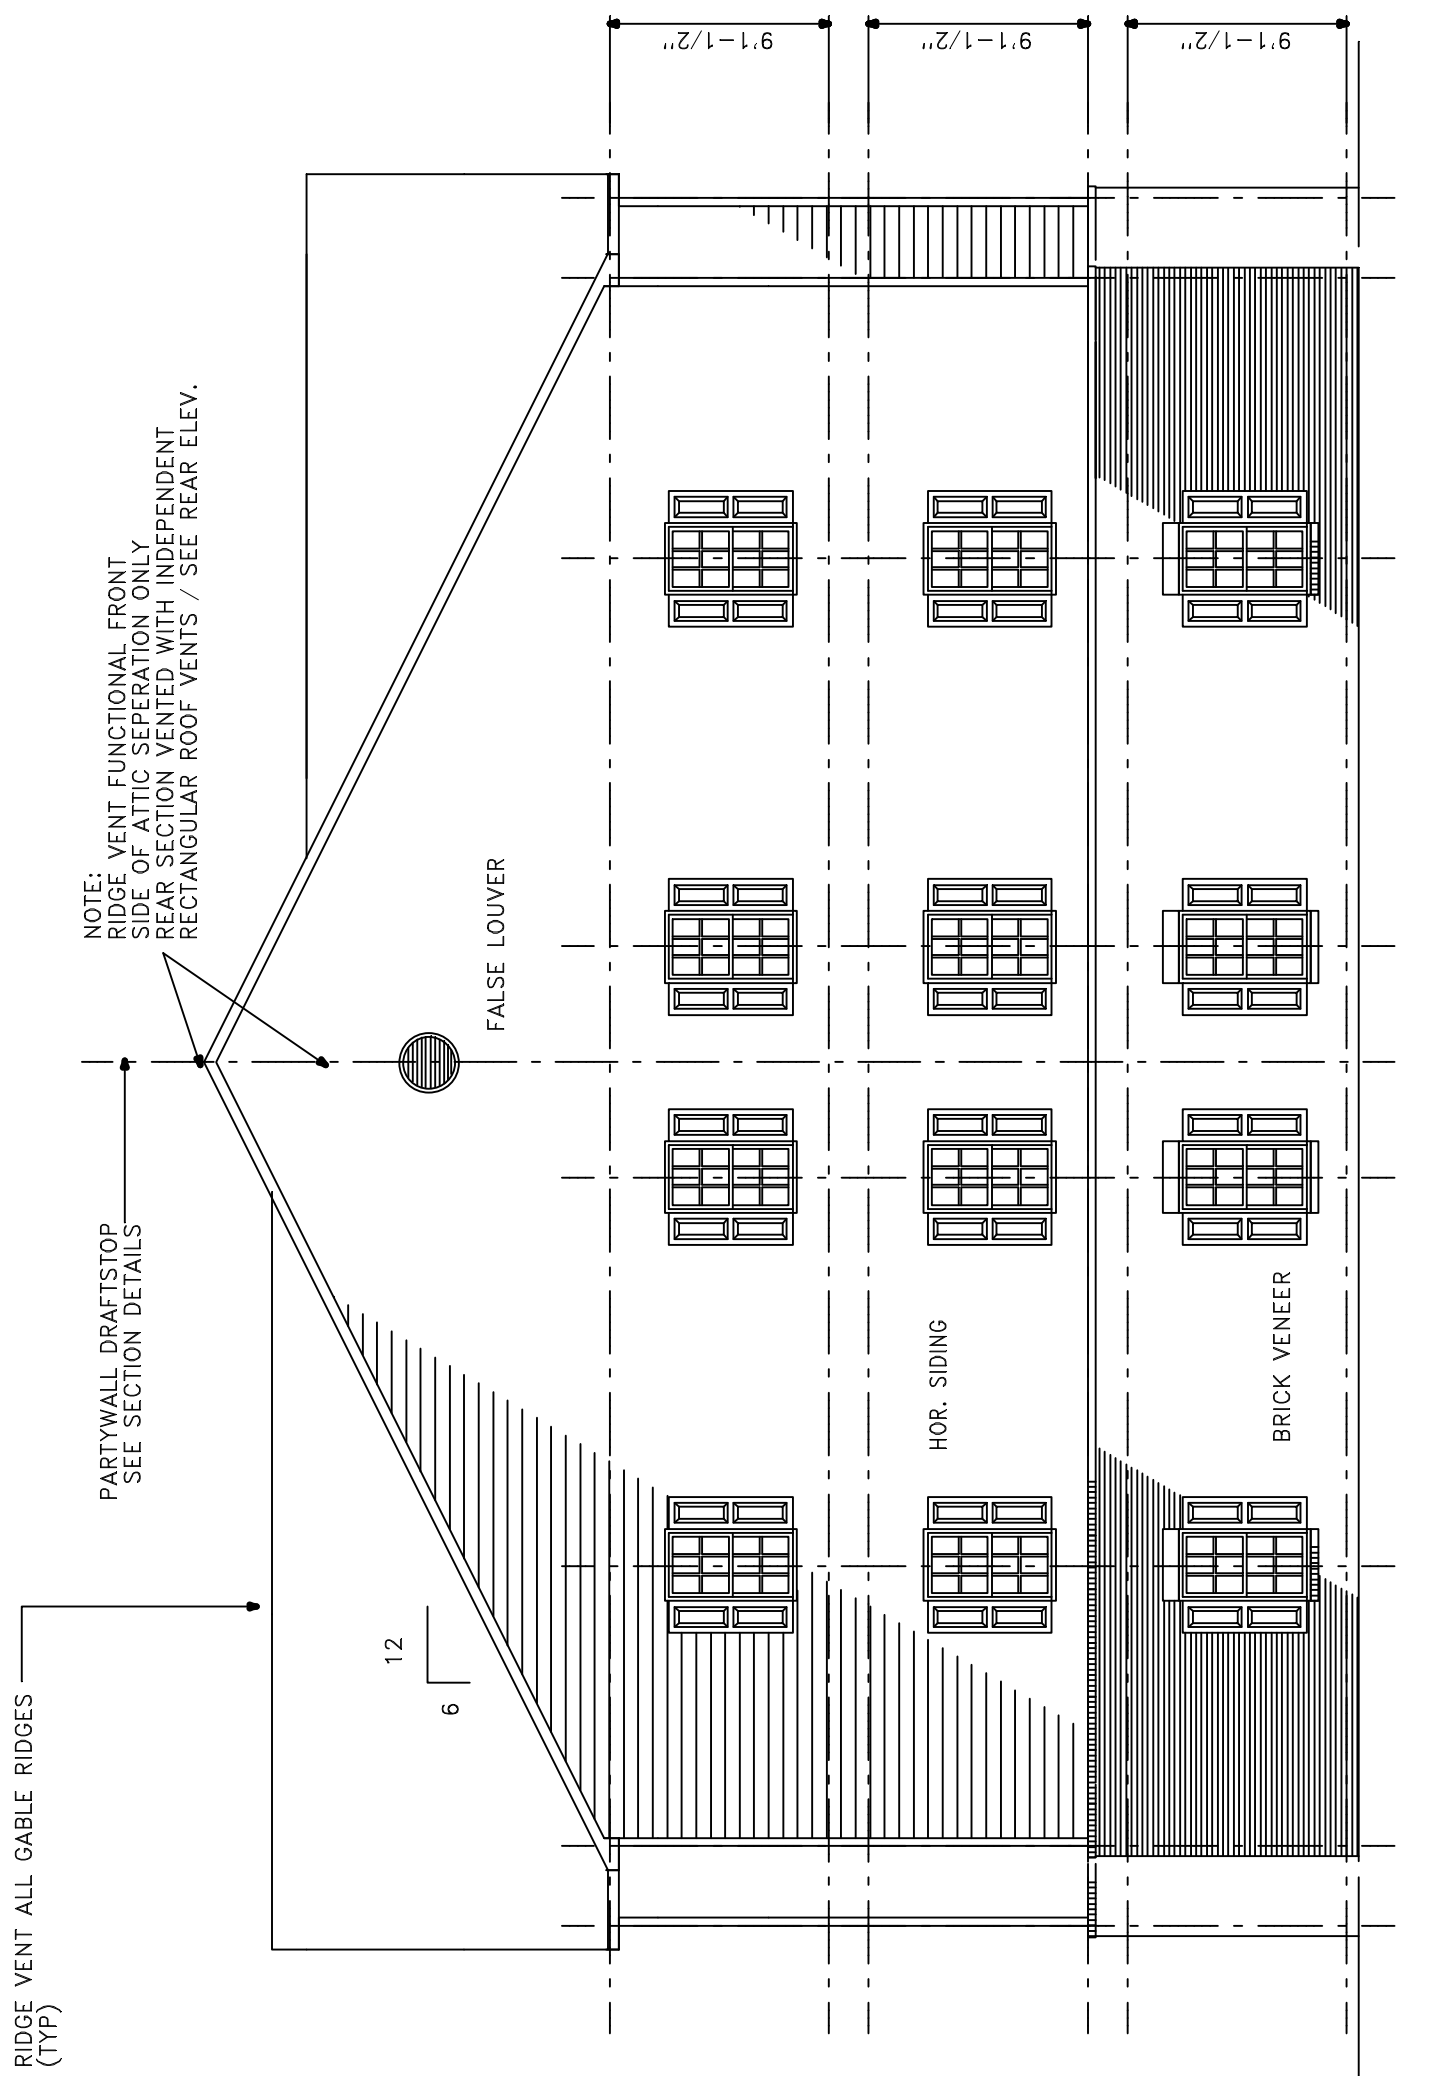 RIDGE VENT ALL GABLE RIDGES
(TYP)
PARTYWALL DRAFTSTOP
SEE SECTION DETAILS
NOTE:
RIDGE VENT FUNCTIONAL FRONT
SIDE OF ATTIC SEPERATION ONLY
REAR SECTION VENTED WITH INDEPENDENT
RECTANGULAR ROOF VENTS / SEE REAR ELEV.
12
6
FALSE LOUVER
HOR. SIDING
BRICK VENEER
9'1-1/2"
9'1-1/2"
9'1-1/2"